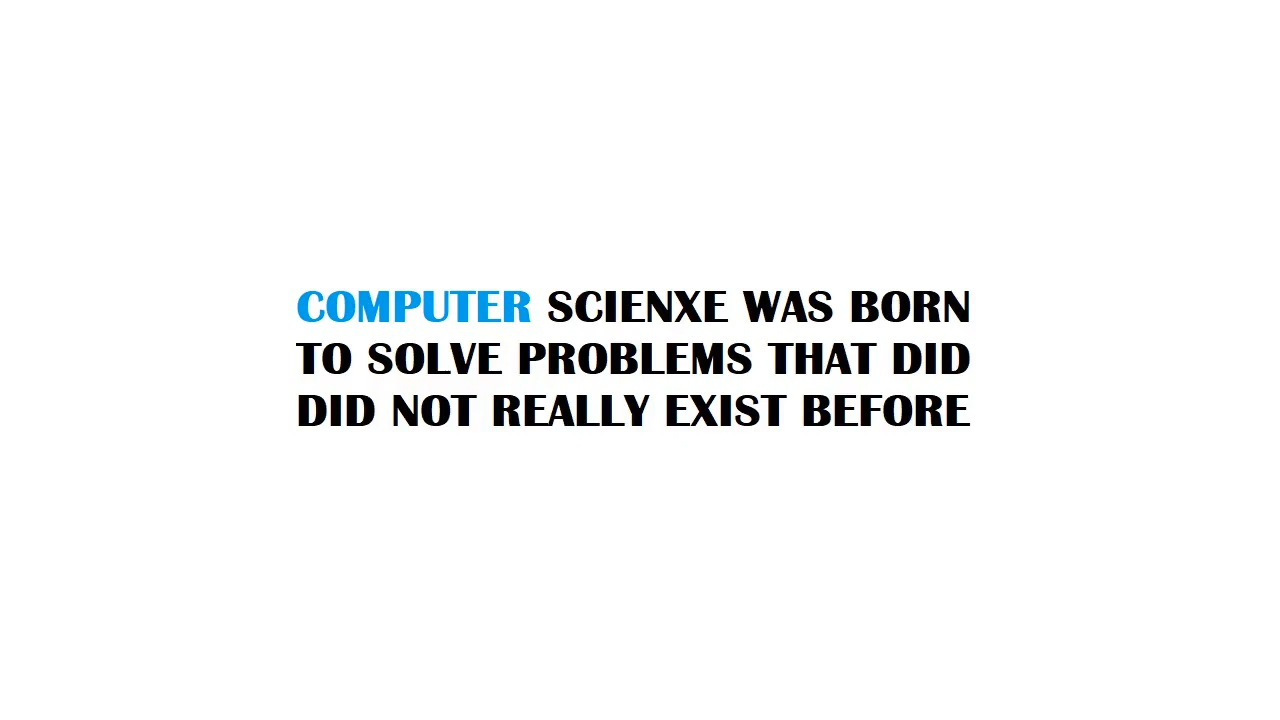 COMPUTER SCIENXE WAS BORN
TO SOLVE PROBLEMS THAT DID
DID NOT REALLY EXIST BEFORE